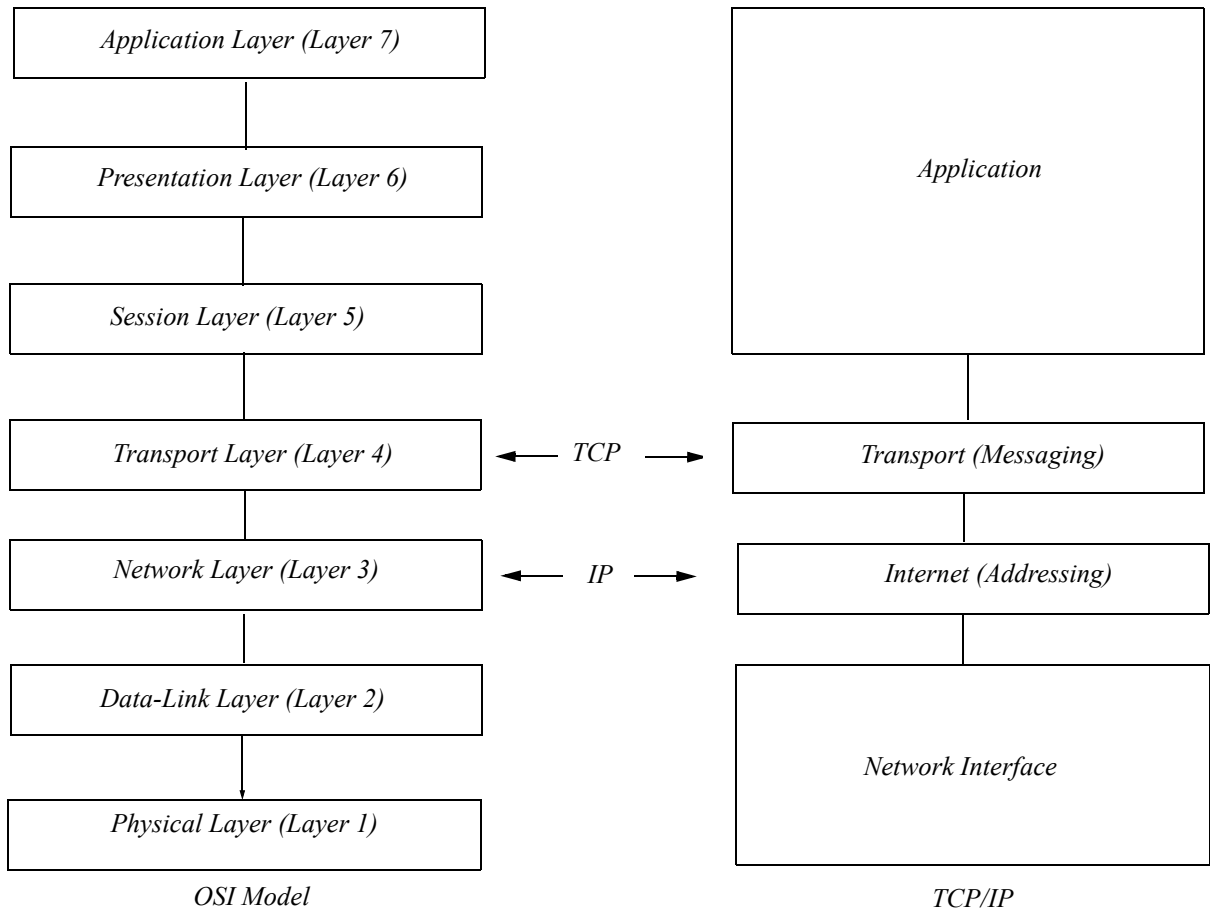 Application Layer (Layer 7)
Presentation Layer (Layer 6)
Session Layer (Layer 5)
Transport Layer (Layer 4)
Network Layer (Layer 3)
Data-Link Layer (Layer 2)
Physical Layer (Layer 1)
OSI Model
TCP
IP
Application
Transport (Messaging)
Internet (Addressing)
Network Interface
TCP/IP